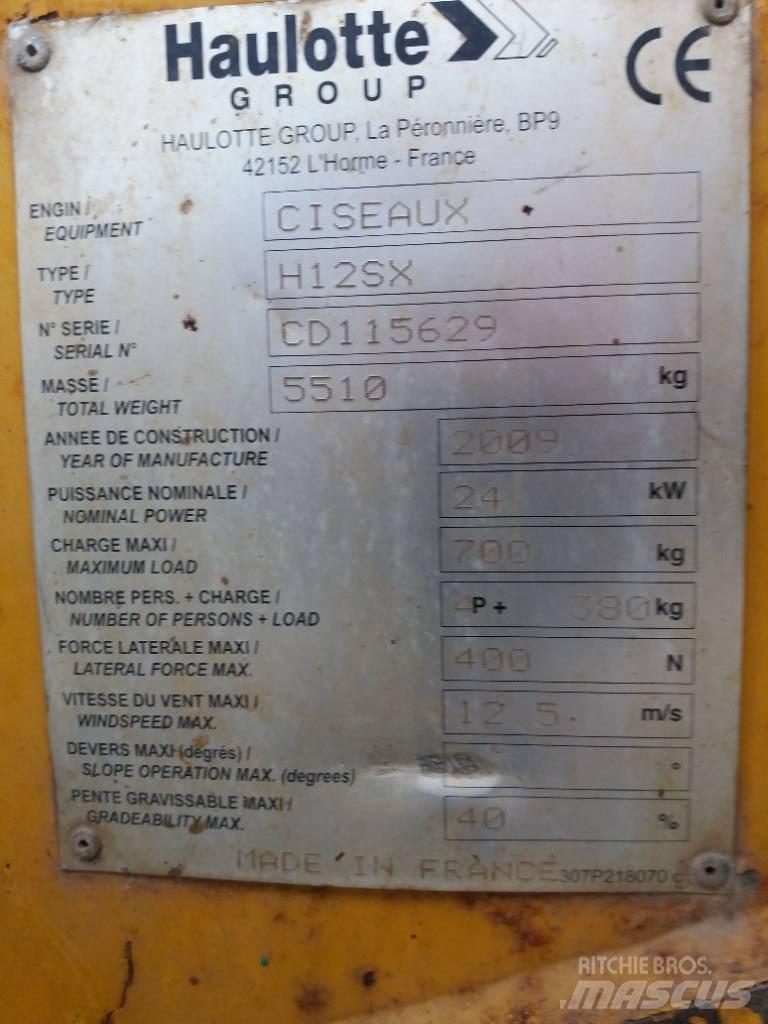 Haulotte
GROUP
CE
HAULOTTE GROUP, La Péronnière, BP9
42152 L'Horme - France
ENGIN / CISEAUX
EQUIPMENT
TYPE / H12SX
TYPE
N° SERIE / CD115629
SERIAL N°
MASSE / 5510 kg
TOTAL WEIGHT
ANNEE DE CONSTRUCTION / 2009
YEAR OF MANUFACTURE
PUISSANCE NOMINALE / 24 kW
NOMINAL POWER
CHARGE MAXI / 700 kg
MAXIMUM LOAD
NOMBRE PERS. + CHARGE / 4P + 380kg
NUMBER OF PERSONS + LOAD
FORCE LATERALE MAXI / 400 N
LATERAL FORCE MAX.
VITESSE DU VENT MAXI / 12 5. m/s
WINDSPEED MAX.
DEVERS MAXI (degrés) / °
SLOPE OPERATION MAX. (degrees)
PENTE GRAVISSABLE MAXI / 40 %
GRADEABILITY MAX.
MADE IN FRANCE 307P218070 c
RITCHIE BROS.
MASCUS